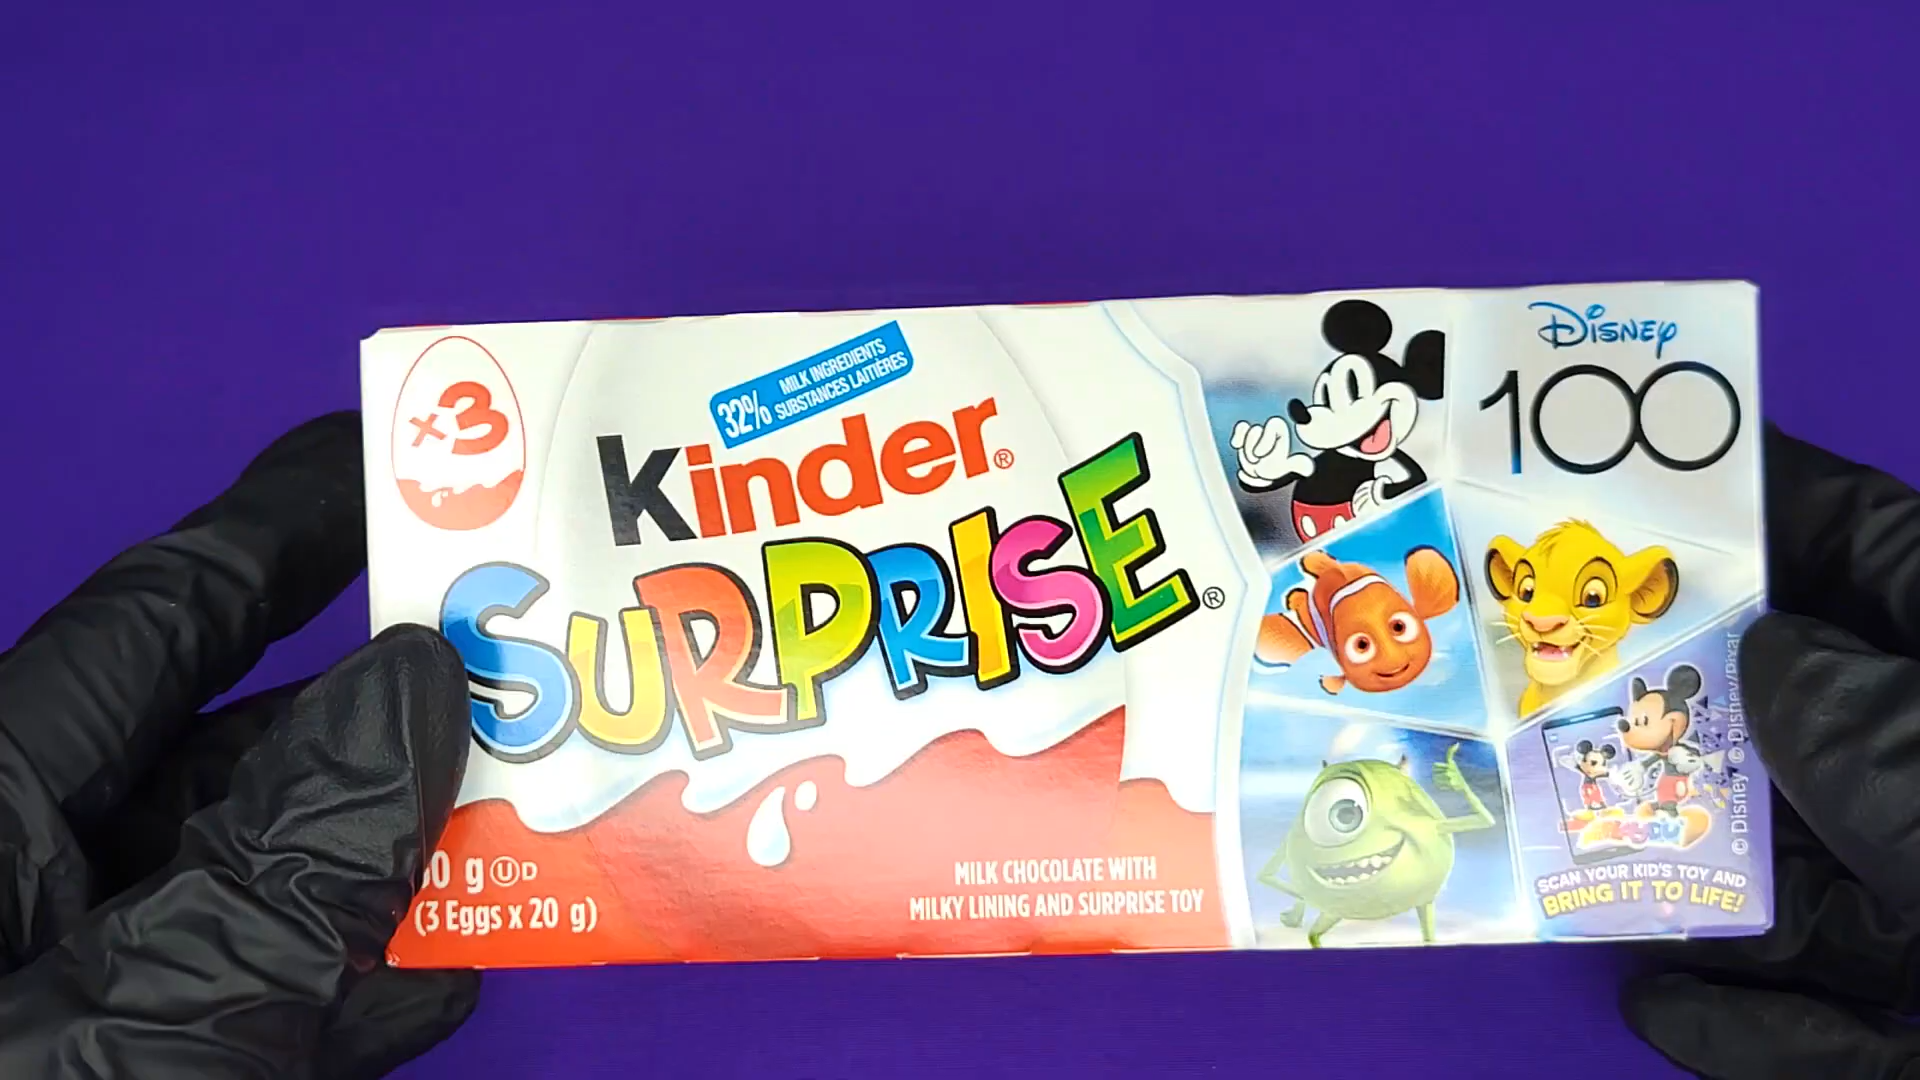 x3
32% MILK INGREDIENTS
SUBSTANCES LAITIÈRES
kinder®
SURPRISE®
g ⓊD
(3 Eggs x 20 g)
MILK CHOCOLATE WITH
MILKY LINING AND SURPRISE TOY
Disney
100
SCAN YOUR KID'S TOY AND
BRING IT TO LIFE!
© Disney © Disney/Pixar